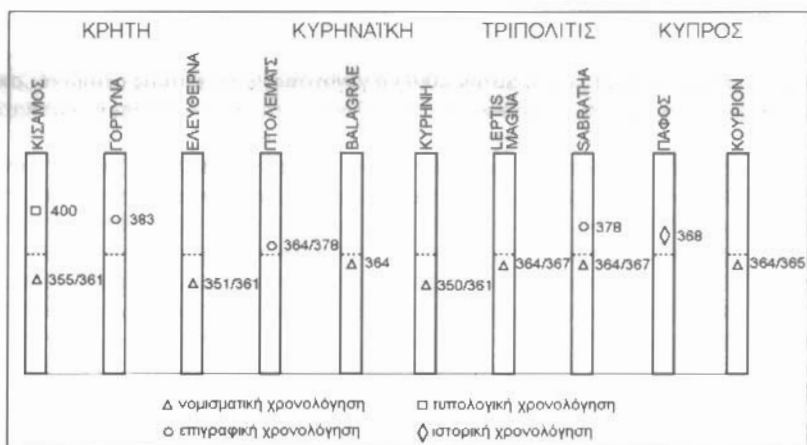 ΚΡΗΤΗ ΚΥΡΗΝΑΪΚΗ ΤΡΙΠΟΛΙΤΙΣ ΚΥΠΡΟΣ
ΚΙΣΑΜΟΣ
ΓΟΡΤΥΝΑ
ΕΛΕΥΘΕΡΝΑ
ΠΤΟΛΕΜΑΤΣ
BALAGRAE
ΚΥΡΗΝΗ
LEPTIS
MAGNA
SABRATHA
ΠΑΦΟΣ
ΚΟΥΡΙΟΝ
400
383
378
364/378
368
364
364/367
364/367
364/365
355/361
351/361
350/361
νομισματική χρονολόγηση
τυπολογική χρονολόγηση
επιγραφική χρονολόγηση
ιστορική χρονολόγηση